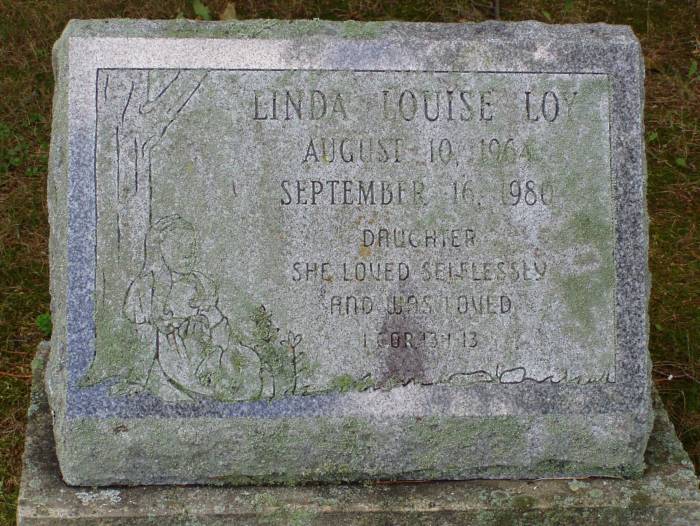 LINDA LOUISE LOY
AUGUST 10, 1964
SEPTEMBER 16, 1980
DAUGHTER
SHE LOVED SELFLESSLY
AND WAS LOVED
I COR 13:1-13